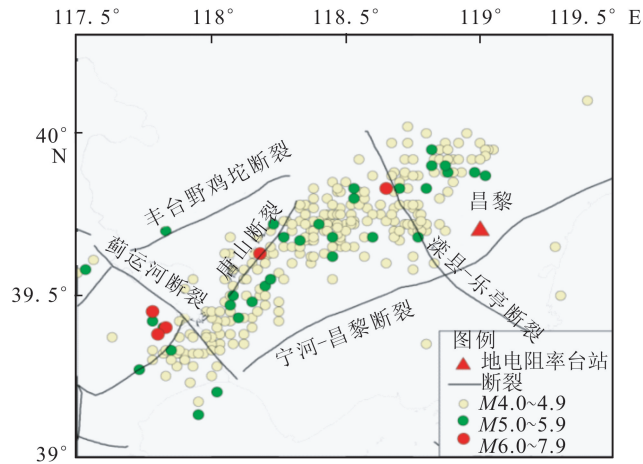 117.5° 118° 118.5° 119° 119.5° E
40°
N
丰台野鸡坨断裂
昌黎
唐山断裂
蓟运河断裂
滦县-乐亭断裂
39.5°
宁河-昌黎断裂
图例
地电阻率台站
断裂
M4.0~4.9
M5.0~5.9
M6.0~7.9
39°